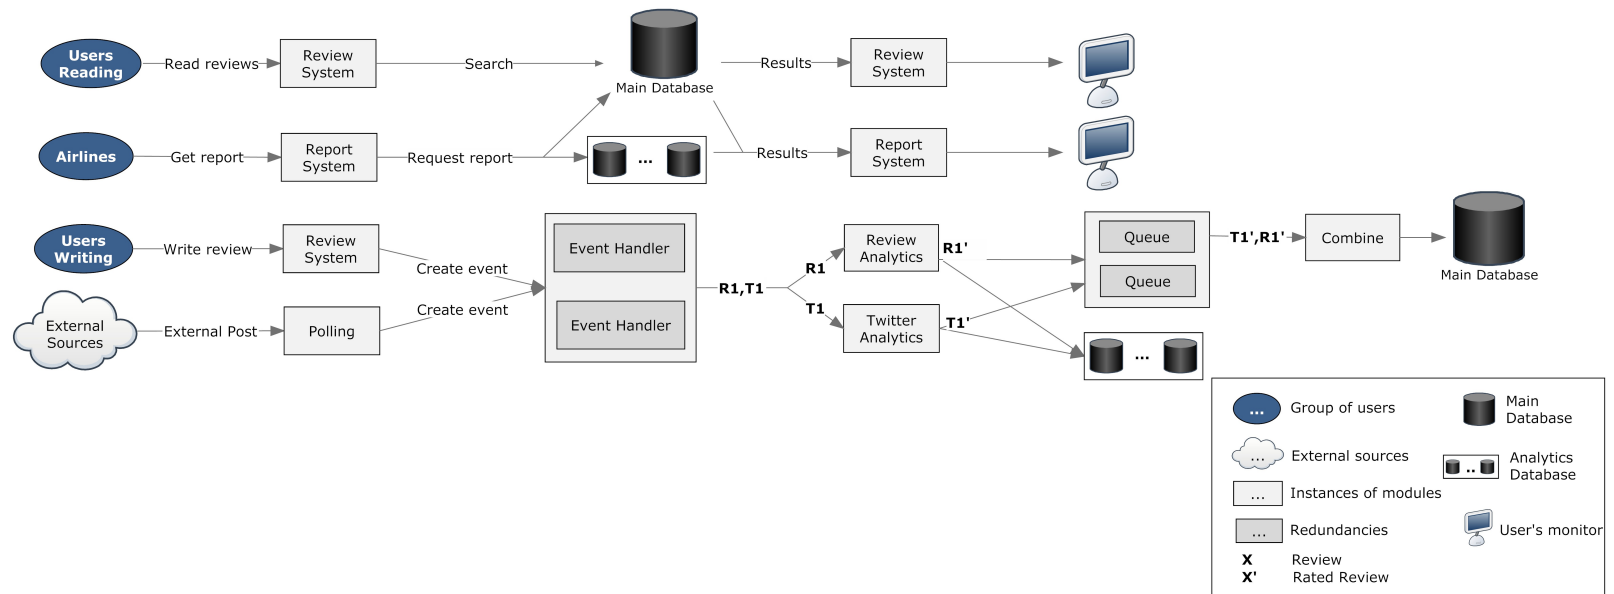 Users
Reading
Read reviews
Review
System
Search
Main Database
Results
Review
System
Airlines
Get report
Report
System
Request report
...
Results
Report
System
Users
Writing
Write review
Review
System
Create event
External
Sources
External Post
Polling
Create event
Event Handler
Event Handler
R1,T1
R1
T1
Review
Analytics
R1'
Twitter
Analytics
T1'
Queue
Queue
...
T1',R1'
Combine
Main Database
... Group of users
... External sources
... Instances of modules
... Redundancies
X Review
X' Rated Review
Main
Database
..
Analytics
Database
User's monitor